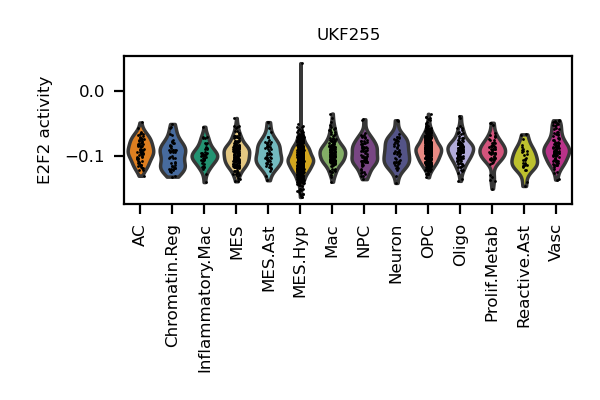 UKF255
E2F2 activity
0.0
−0.1
AC
Chromatin.Reg
Inflammatory.Mac
MES
MES.Ast
MES.Hyp
Mac
NPC
Neuron
OPC
Oligo
Prolif.Metab
Reactive.Ast
Vasc